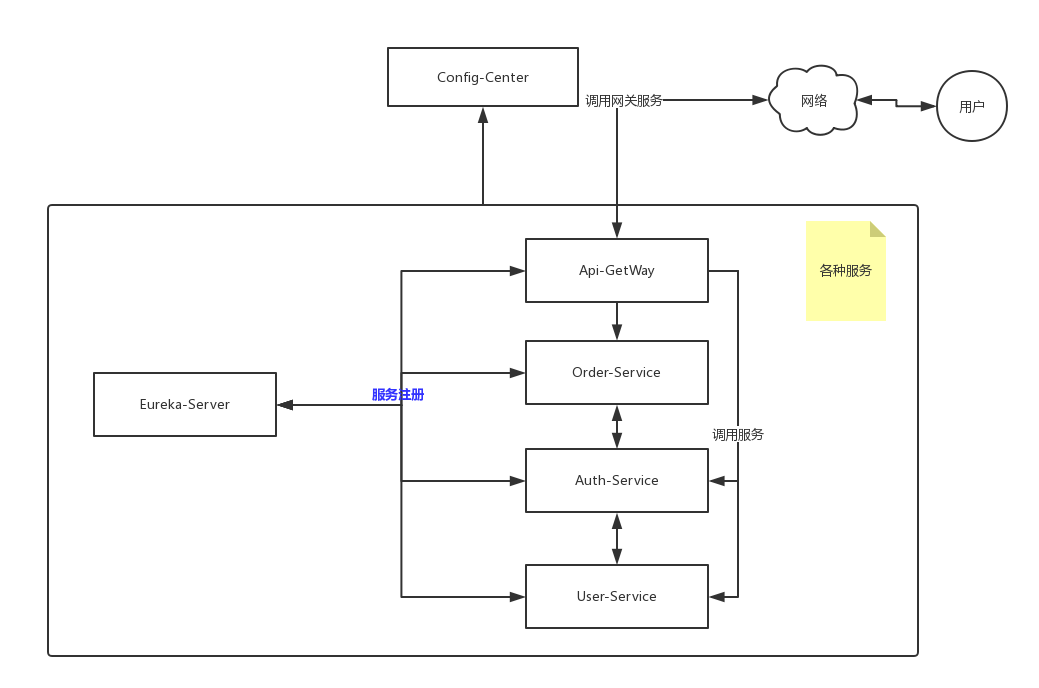 Config-Center
调用网关服务
网络
用户
Api-GetWay
各种服务
Order-Service
服务注册
Eureka-Server
调用服务
Auth-Service
User-Service